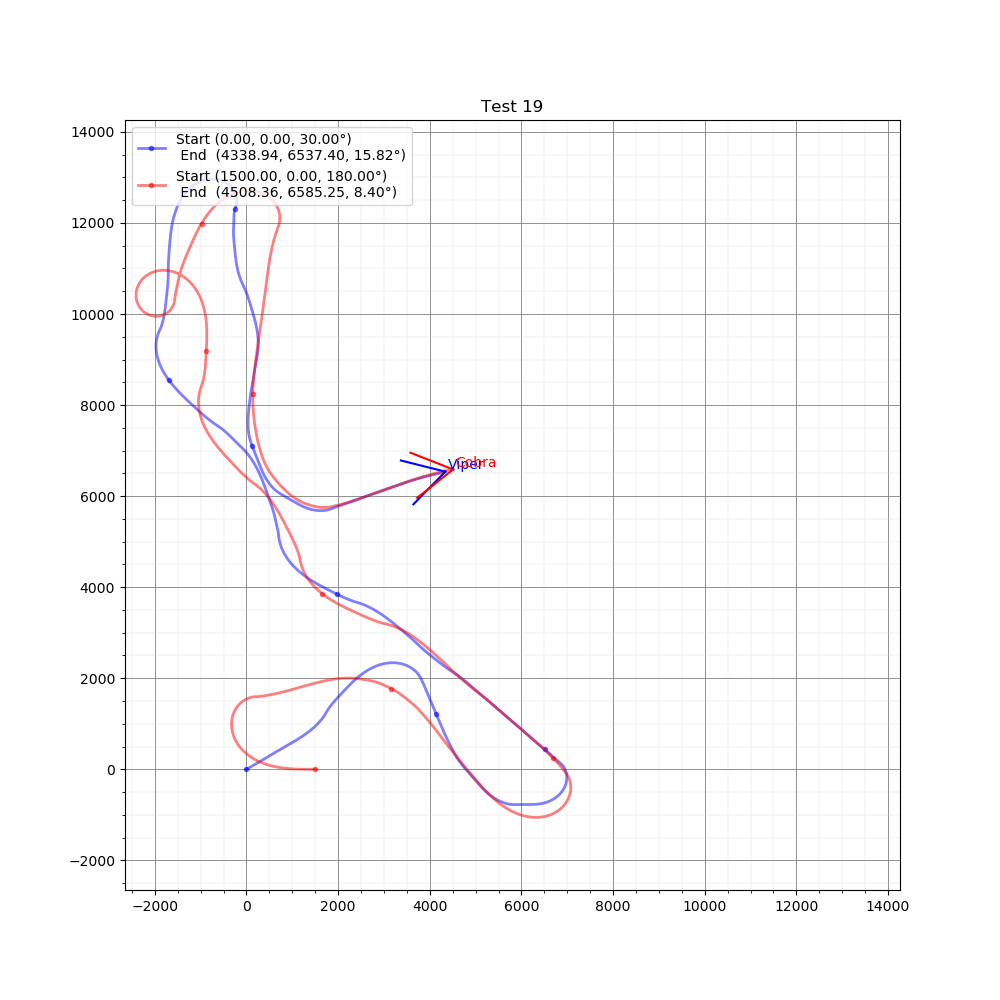 Test 19
Start (0.00, 0.00, 30.00°)
End (4338.94, 6537.40, 15.82°)
Start (1500.00, 0.00, 180.00°)
End (4508.36, 6585.25, 8.40°)
14000
12000
10000
8000
6000
4000
2000
0
−2000
Viper
Cobra
−2000 0 2000 4000 6000 8000 10000 12000 14000